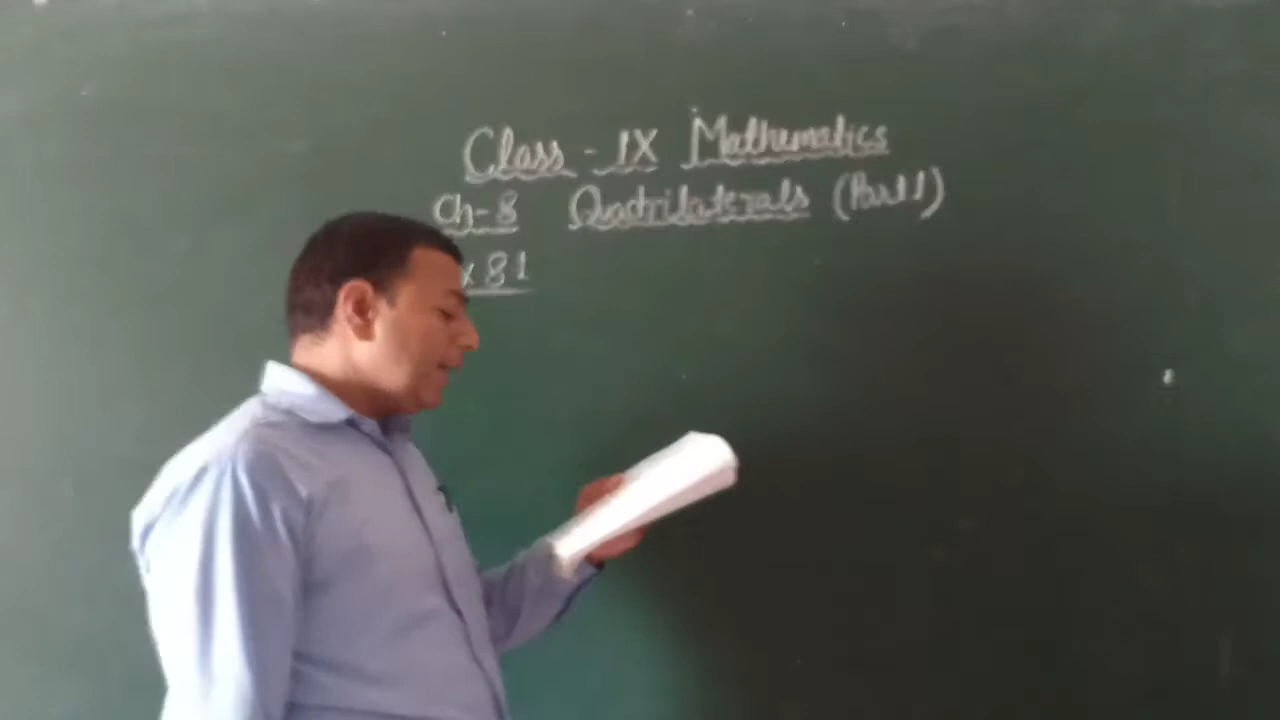 Class - IX Mathematics
Ch-8 Quadrilaterals (Part 1)
x 8.1